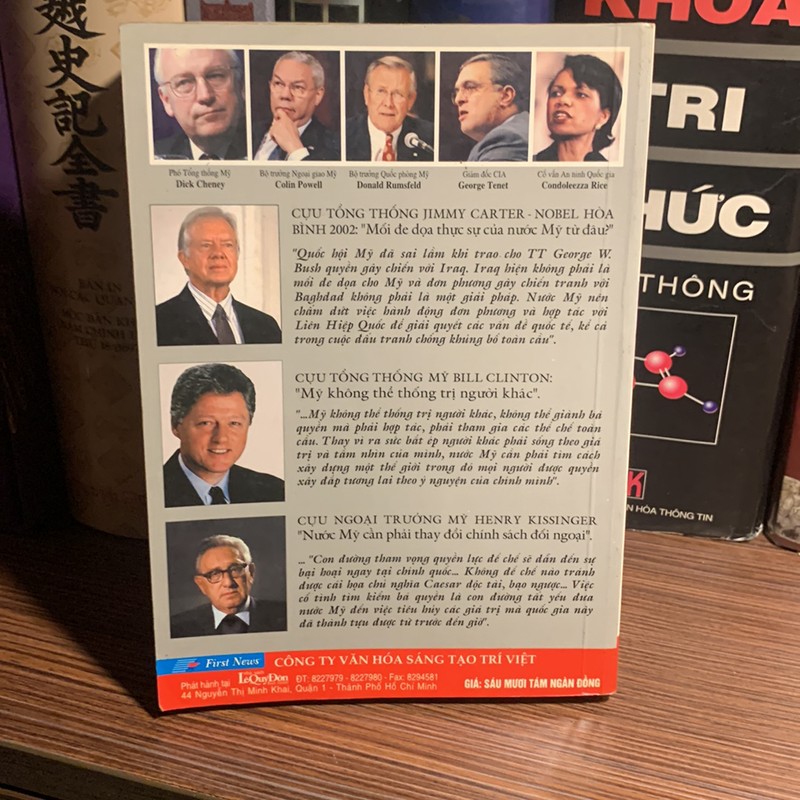 越史記全書
KHOA
TRI
THỨC
THÔNG
HÓA THÔNG TIN
Phó Tổng thống Mỹ
Dick Cheney
Bộ trưởng Ngoại giao Mỹ
Colin Powell
Bộ trưởng Quốc phòng Mỹ
Donald Rumsfeld
Giám đốc CIA
George Tenet
Cố vấn An ninh Quốc gia
Condoleezza Rice
CỰU TỔNG THỐNG JIMMY CARTER - NOBEL HÒA
BÌNH 2002: "Mối đe dọa thực sự của nước Mỹ từ đâu?"
"Quốc hội Mỹ đã sai lầm khi trao cho TT George W.
Bush quyền gây chiến với Iraq. Iraq hiện không phải là
mối đe dọa cho Mỹ và đơn phương gây chiến tranh với
Baghdad không phải là một giải pháp. Nước Mỹ nên
chấm dứt việc hành động đơn phương và hợp tác với
Liên Hiệp Quốc để giải quyết các vấn đề quốc tế, kể cả
trong cuộc đấu tranh chống khủng bố toàn cầu".
CỰU TỔNG THỐNG MỸ BILL CLINTON:
"Mỹ không thể thống trị người khác".
"...Mỹ không thể thống trị người khác, không thể giành bá
quyền mà phải hợp tác, phải tham gia các thể chế toàn
cầu. Thay vì ra sức bắt ép người khác phải sống theo giá
trị và tầm nhìn của mình, nước Mỹ cần phải tìm cách
xây dựng một thế giới trong đó mọi người được quyền
xây đắp tương lai theo ý nguyện của chính mình".
CỰU NGOẠI TRƯỞNG MỸ HENRY KISSINGER
"Nước Mỹ cần phải thay đổi chính sách đối ngoại".
... "Con đường tham vọng quyền lực đế chế sẽ dẫn đến sự
bại hoại ngay tại chính quốc... Không đế chế nào tránh
được cái họa chủ nghĩa Caesar độc tài, bạo ngược... Việc
cố tình tìm kiếm bá quyền là con đường tất yếu đưa
nước Mỹ đến việc tiêu hủy các giá trị mà quốc gia này
đã thành tựu được từ trước đến giờ".
First News CÔNG TY VĂN HÓA SÁNG TẠO TRÍ VIỆT
Phát hành tại LêQuýĐôn ĐT: 8227979 - 8227980 - Fax: 8294581
44 Nguyễn Thị Minh Khai, Quận 1 - Thành Phố Hồ Chí Minh
GIÁ: SÁU MƯƠI TÁM NGÀN ĐỒNG